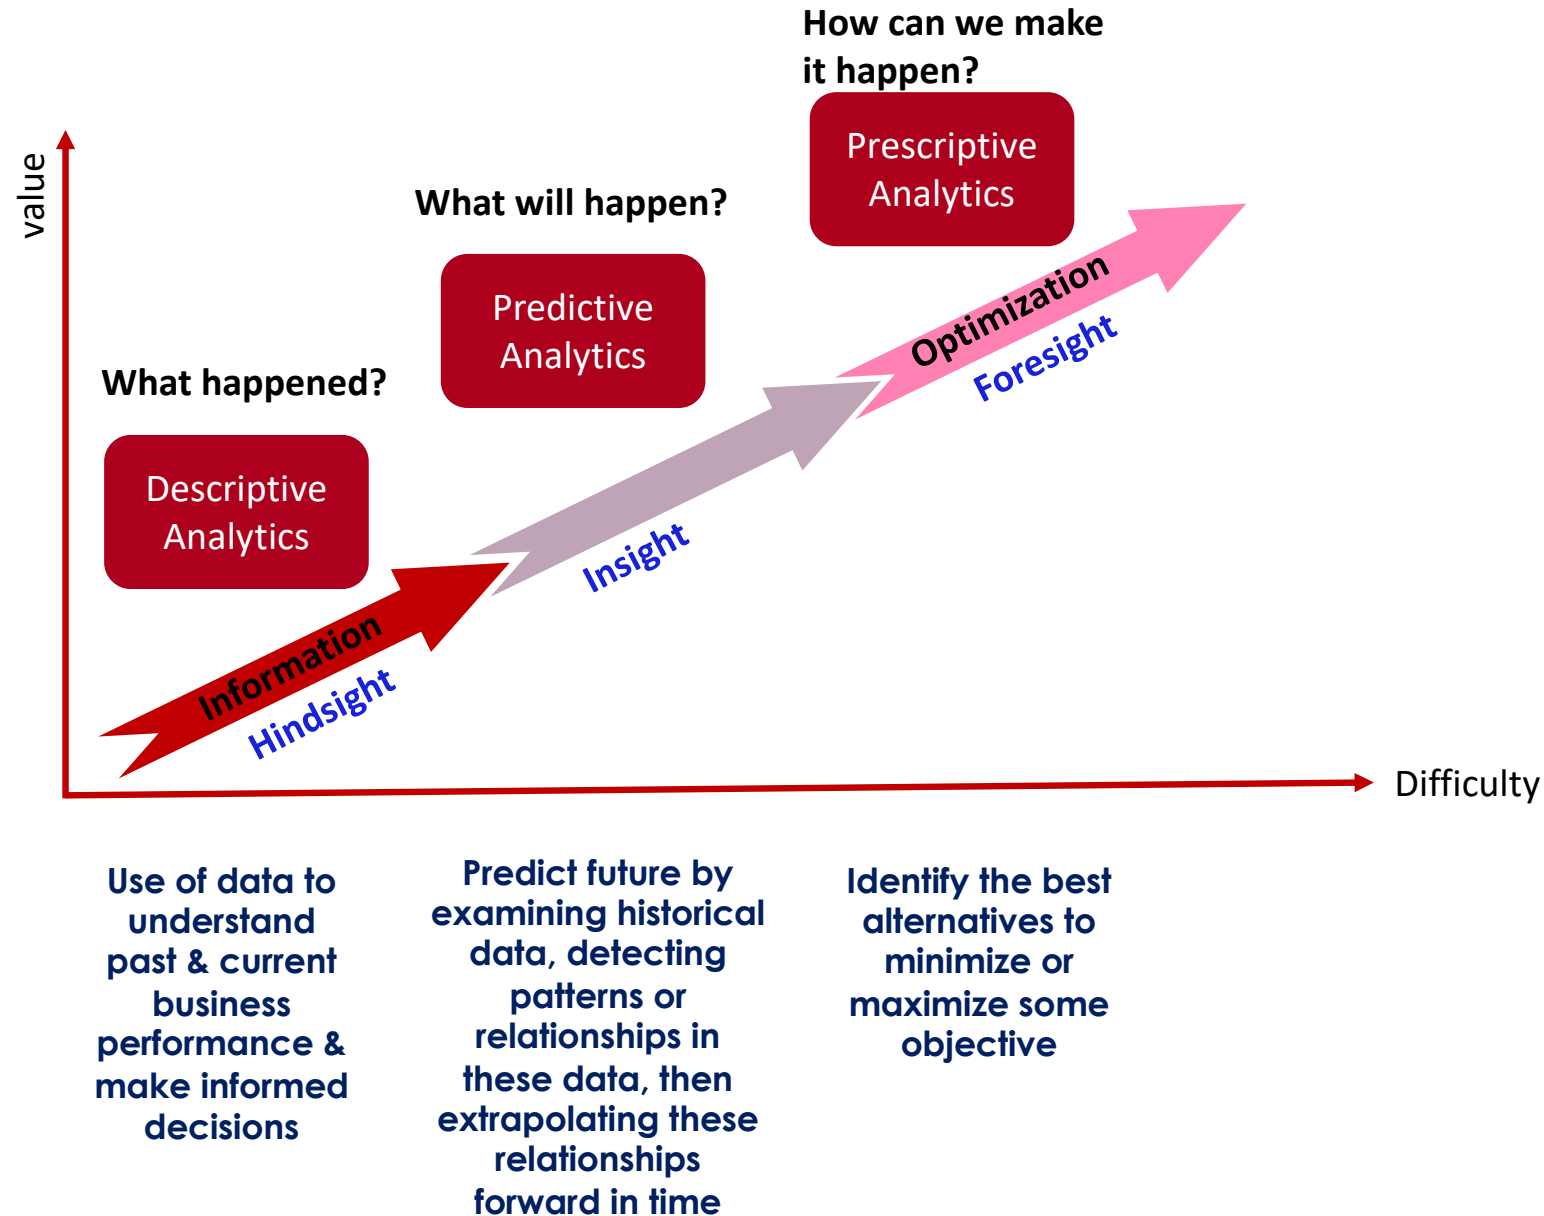 How can we make
it happen?
Prescriptive
Analytics
value
What will happen?
Predictive
Analytics
Optimization
Foresight
What happened?
Descriptive
Analytics
Insight
Information
Hindsight
Difficulty
Use of data to
understand
past & current
business
performance &
make informed
decisions
Predict future by
examining historical
data, detecting
patterns or
relationships in
these data, then
extrapolating these
relationships
forward in time
Identify the best
alternatives to
minimize or
maximize some
objective